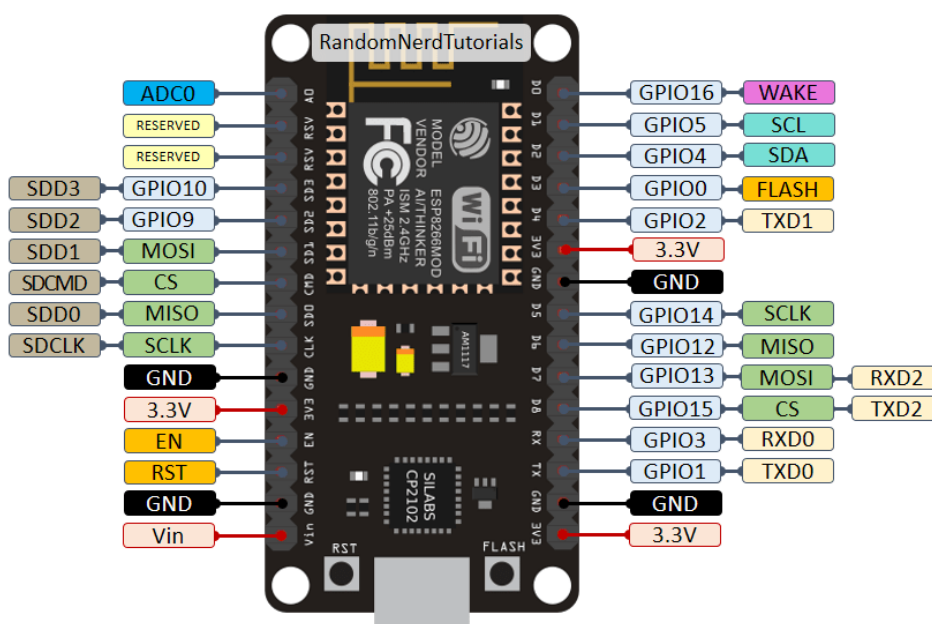 RandomNerdTutorials
ADC0 A0
RESERVED RSV
RESERVED RSV
SDD3 GPIO10 SD3
SDD2 GPIO9 SD2
SDD1 MOSI SD1
SDCMD CS CMD
SDD0 MISO SD0
SDCLK SCLK CLK
GND GND
3.3V 3V3
EN EN
RST RST
GND GND
Vin Vin
MODEL ESP8266MOD
VENDOR AI/THINKER
ISM 2.4GHz
PA +25dBm
802.11b/g/n
FC
Wi Fi
AM1117
SILABS
CP2102
RST
FLASH
D0 GPIO16 WAKE
D1 GPIO5 SCL
D2 GPIO4 SDA
D3 GPIO0 FLASH
D4 GPIO2 TXD1
3V3 3.3V
GND GND
D5 GPIO14 SCLK
D6 GPIO12 MISO
D7 GPIO13 MOSI RXD2
D8 GPIO15 CS TXD2
RX GPIO3 RXD0
TX GPIO1 TXD0
GND GND
3V3 3.3V